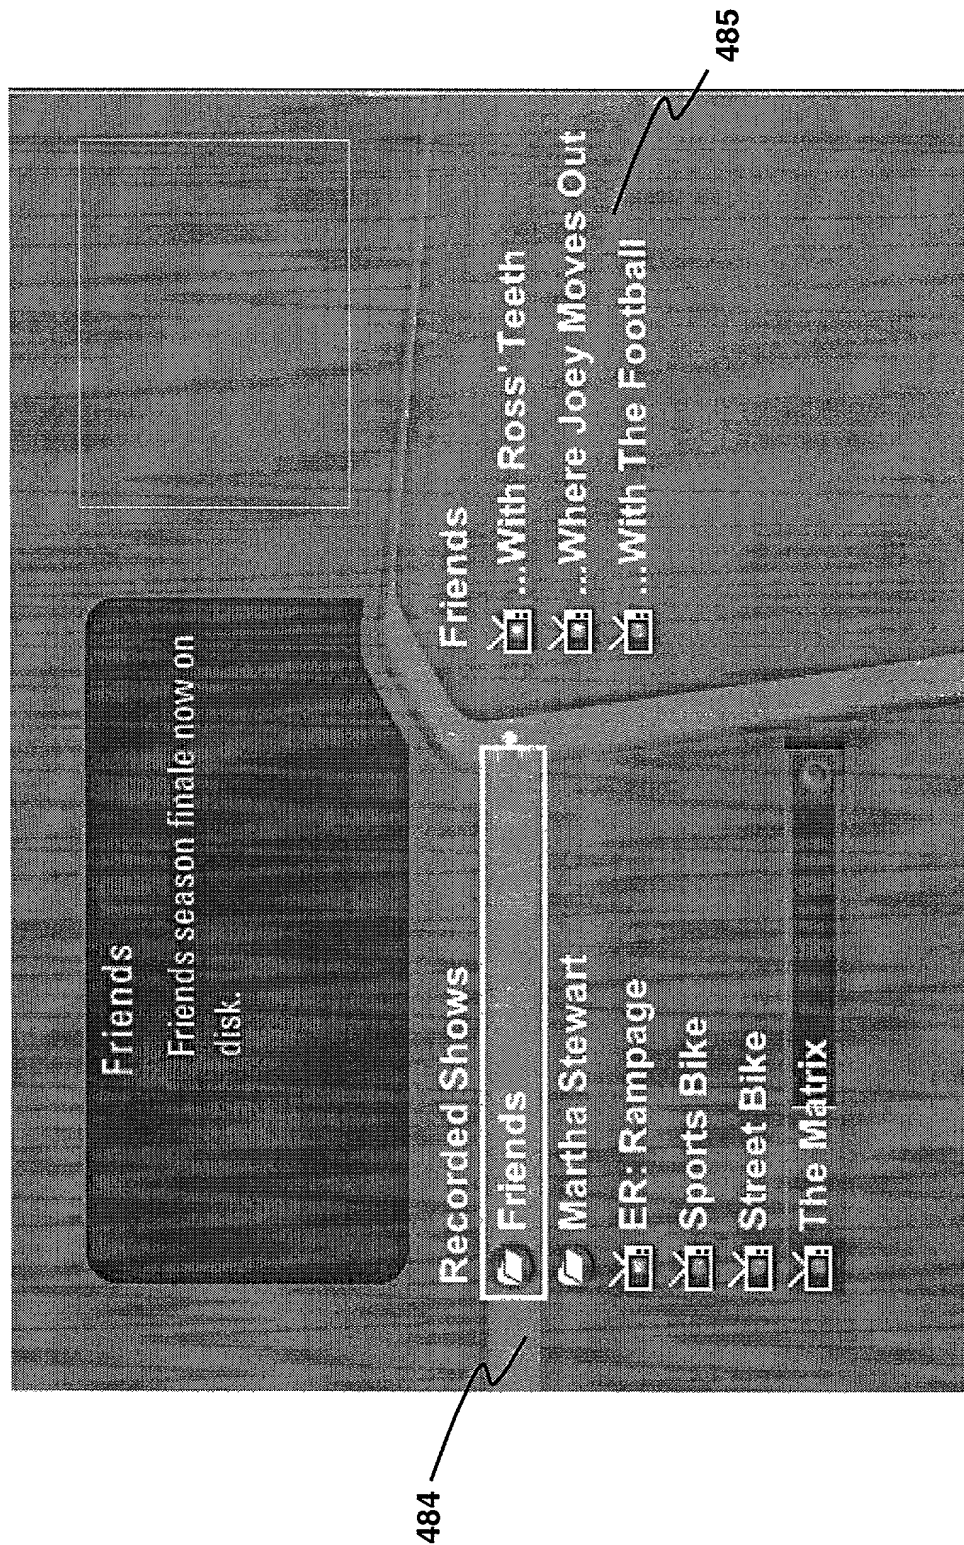 Friends
Friends season finale now on
disk.
Recorded Shows
Friends
Martha Stewart
ER: Rampage
Sports Bike
Street Bike
The Matrix
Friends
...With Ross' Teeth
...Where Joey Moves Out
...With The Football
484
485